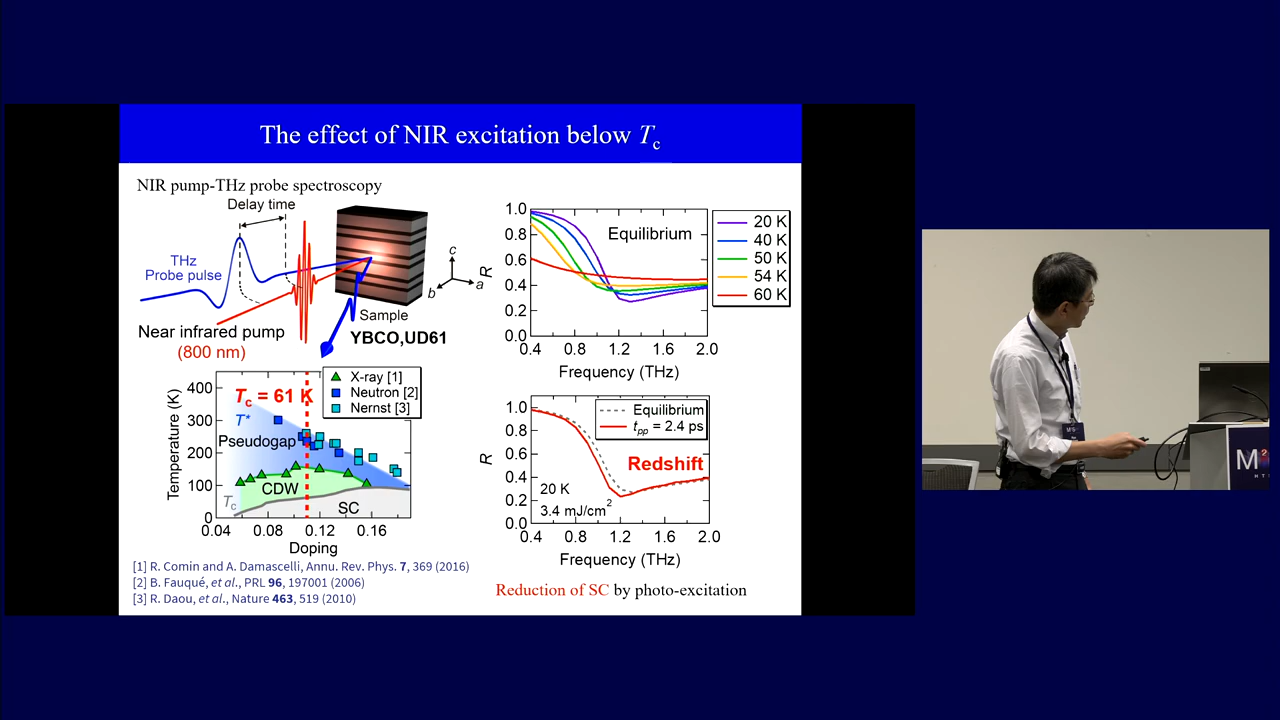 The effect of NIR excitation below Tc
NIR pump-THz probe spectroscopy
Delay time
THz
Probe pulse
Near infrared pump
(800 nm)
Sample
YBCO,UD61
c
b
a
Temperature (K)
400
300
200
100
0
0.04
0.08
0.12
0.16
Doping
Tc = 61 K
T*
Pseudogap
CDW
Tc
SC
X-ray [1]
Neutron [2]
Nernst [3]
[1] R. Comin and A. Damascelli, Annu. Rev. Phys. 7, 369 (2016)
[2] B. Fauqué, et al., PRL 96, 197001 (2006)
[3] R. Daou, et al., Nature 463, 519 (2010)
R
1.0
0.8
0.6
0.4
0.2
0.0
0.4
0.8
1.2
1.6
2.0
Frequency (THz)
Equilibrium
20 K
40 K
50 K
54 K
60 K
R
1.0
0.8
0.6
0.4
0.2
0.0
0.4
0.8
1.2
1.6
2.0
Frequency (THz)
Equilibrium
tpp = 2.4 ps
Redshift
20 K
3.4 mJ/cm2
Reduction of SC by photo-excitation
M2